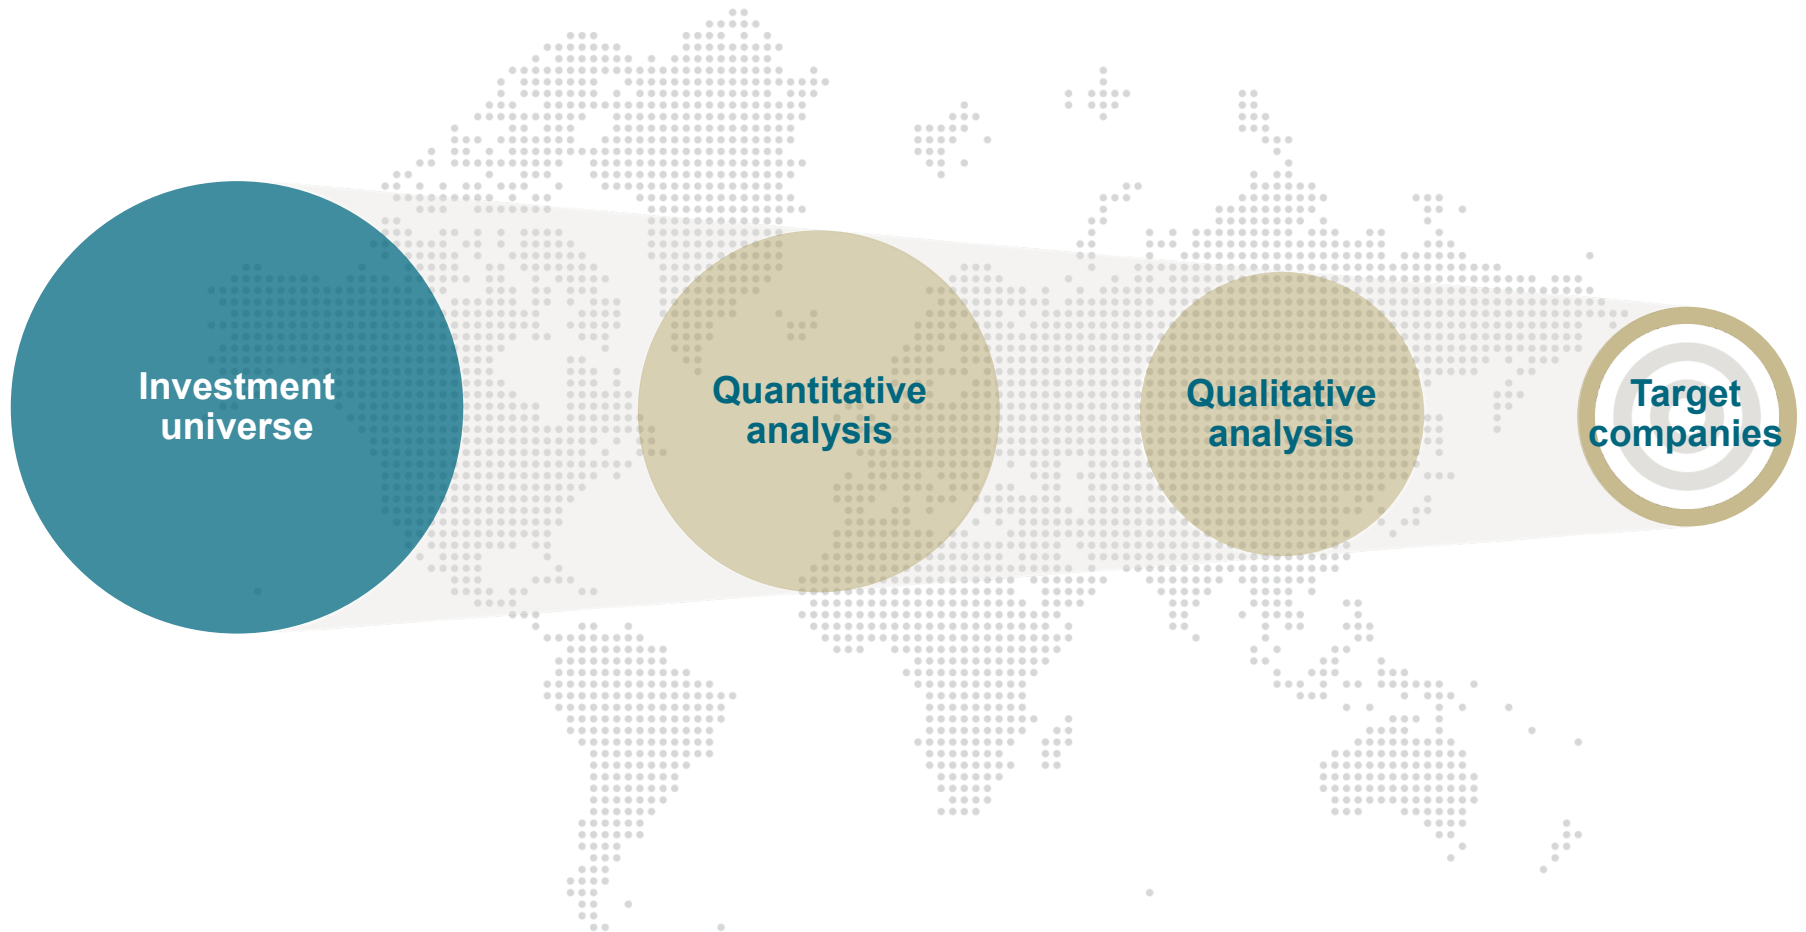 Investment
universe
Quantitative
analysis
Qualitative
analysis
Target
companies